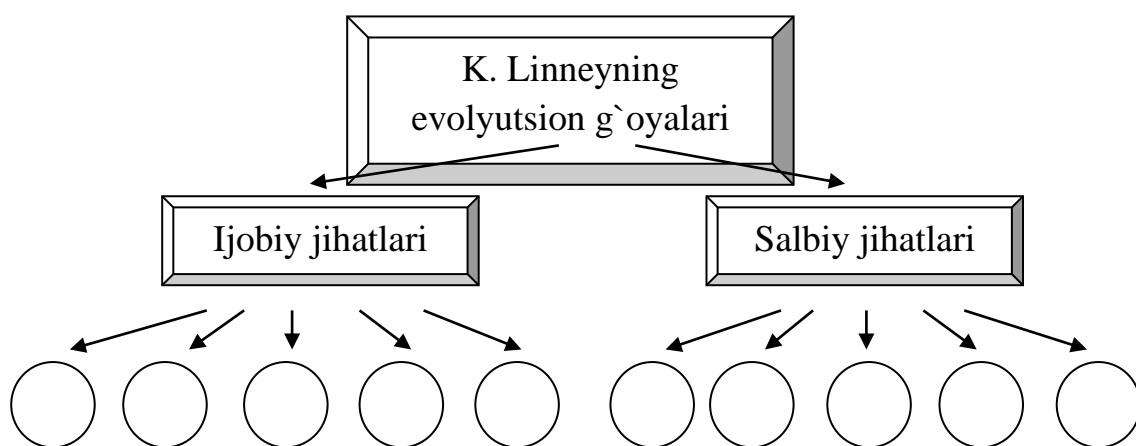 K. Linneyning
evolyutsion g`oyalari
Ijobiy jihatlari
Salbiy jihatlari